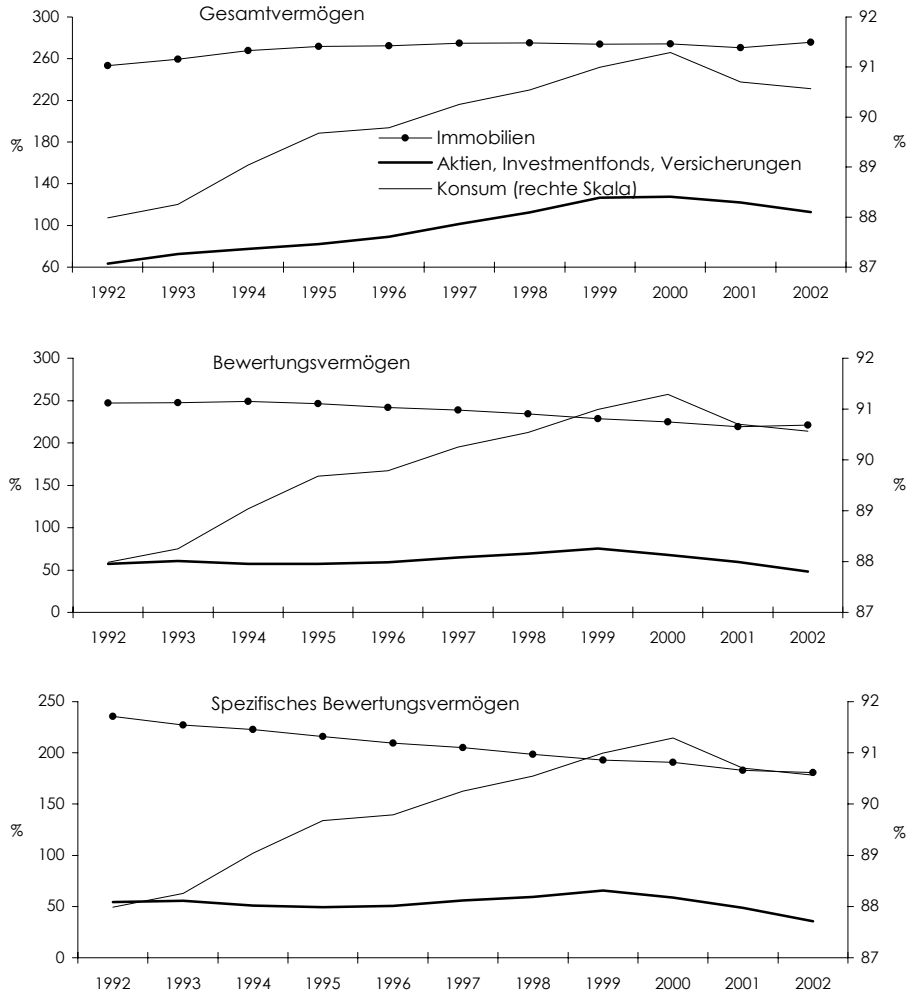 Gesamtvermögen
300 92
260 91
220 90
% 180 Immobilien 89 %
Aktien, Investmentfonds, Versicherungen
140 Konsum (rechte Skala)
100 88
60 87
1992 1993 1994 1995 1996 1997 1998 1999 2000 2001 2002
300 Bewertungsvermögen 92
250 91
200 90
% 150 %
100 89
50 88
0 87
1992 1993 1994 1995 1996 1997 1998 1999 2000 2001 2002
250 Spezifisches Bewertungsvermögen 92
200 91
150 90
% %
100 89
50 88
0 87
1992 1993 1994 1995 1996 1997 1998 1999 2000 2001 2002